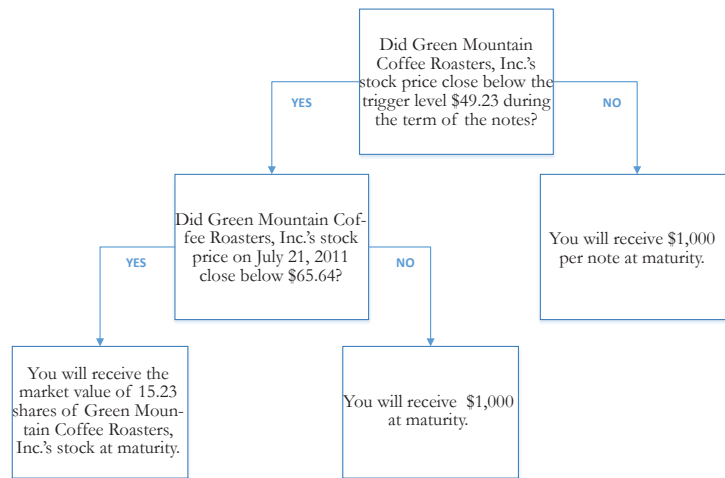 Did Green Mountain
Coffee Roasters, Inc.'s
stock price close below the
trigger level $49.23 during
the term of the notes?
YES
NO
Did Green Mountain Cof-
fee Roasters, Inc.'s stock
price on July 21, 2011
close below $65.64?
You will receive $1,000
per note at maturity.
YES
NO
You will receive the
market value of 15.23
shares of Green Moun-
tain Coffee Roasters,
Inc.'s stock at maturity.
You will receive $1,000
at maturity.